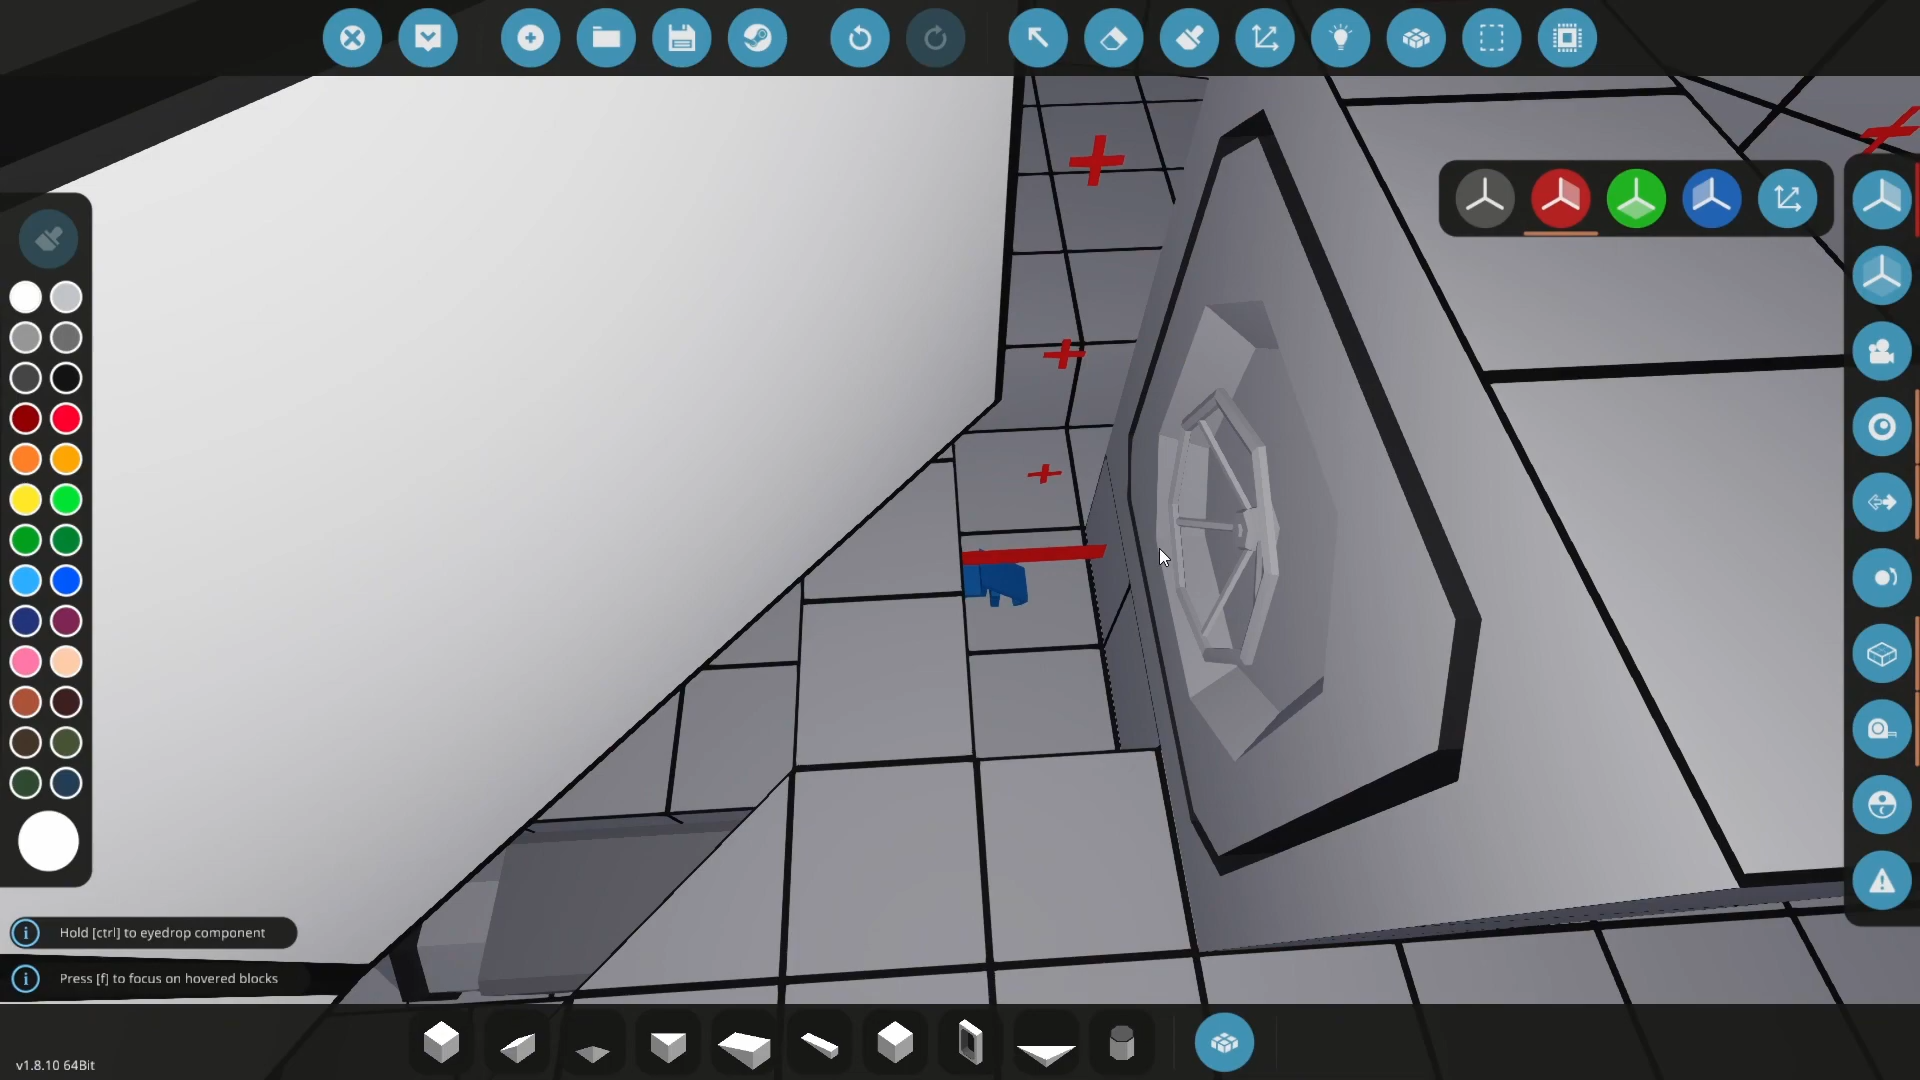 Hold [ctrl] to eyedrop component
Press [f] to focus on hovered blocks
v1.8.10 64Bit